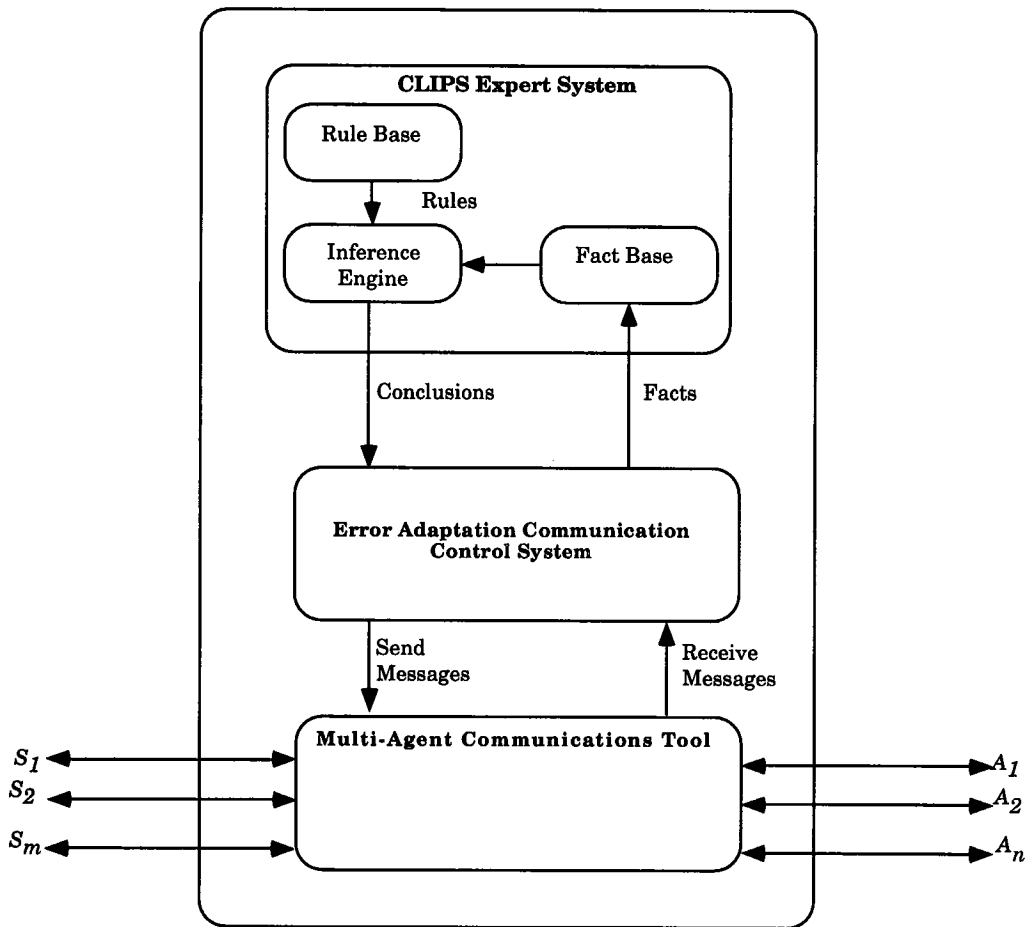 CLIPS Expert System
Rule Base
Rules
Inference
Engine
Fact Base
Conclusions
Facts
Error Adaptation Communication
Control System
Send
Messages
Receive
Messages
Multi-Agent Communications Tool
S1
S2
Sm
A1
A2
An